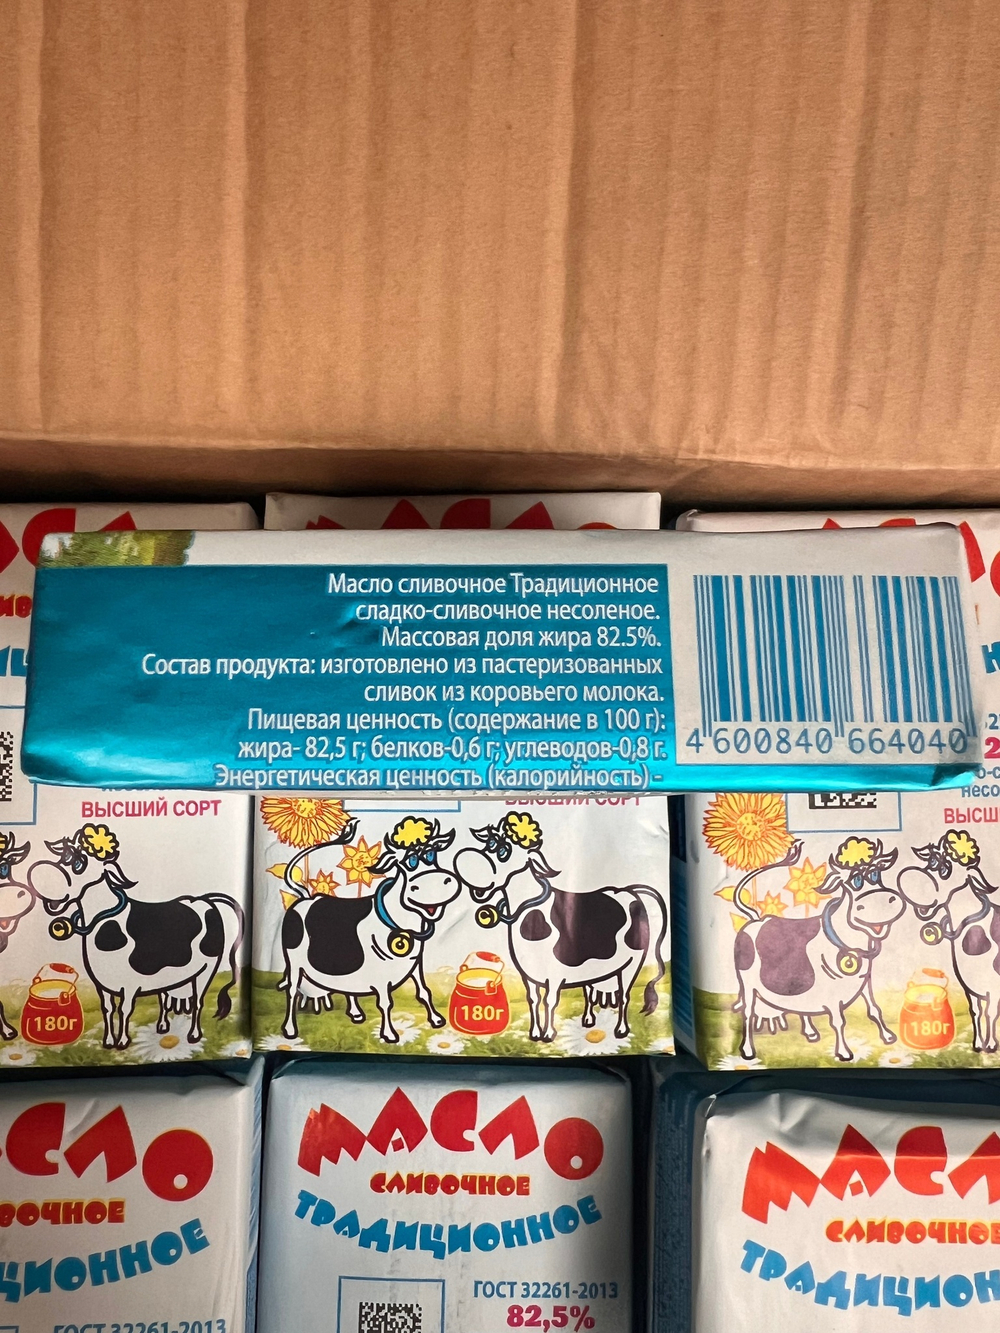 Масло сливочное Традиционное
сладко-сливочное несоленое.
Массовая доля жира 82.5%.
Состав продукта: изготовлено из пастеризованных
сливок из коровьего молока.
Пищевая ценность (содержание в 100 г):
жира- 82,5 г; белков-0,6 г; углеводов-0,8 г.
Энергетическая ценность (калорийность) -
4 600840 664040
ВЫСШИЙ СОРТ
ВЫСШИЙ СОРТ
180г
180г
180г
МАСЛО
СЛИВОЧНОЕ
ТРАДИЦИОННОЕ
ГОСТ 32261-2013
82,5%
ГОСТ 32261-2013